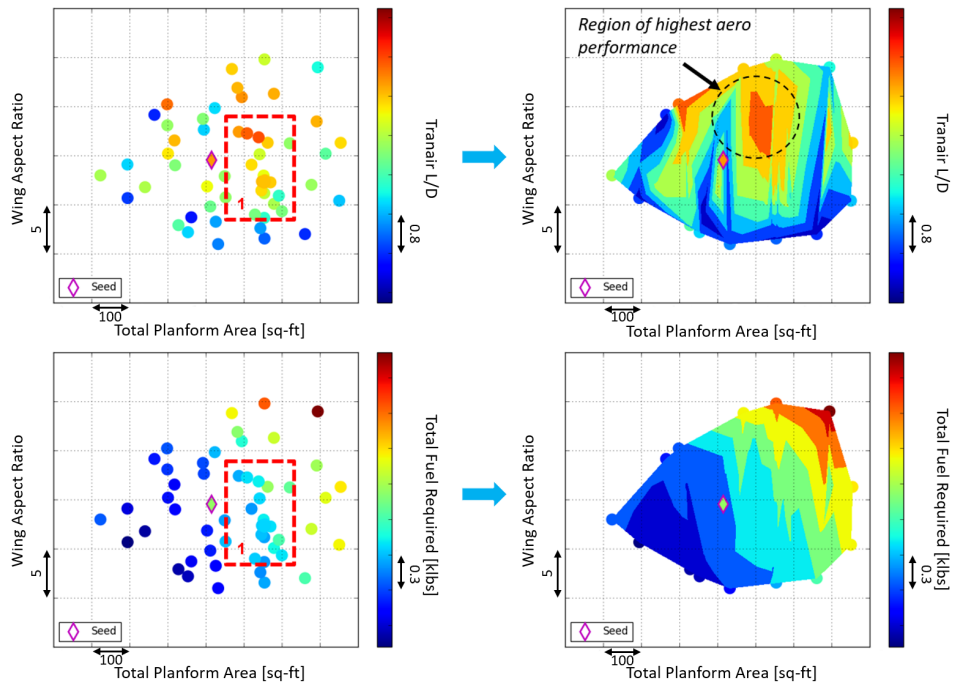 Wing Aspect Ratio
5
1
Seed
100
Total Planform Area [sq-ft]
Tranair L/D
0.8
Region of highest aero
performance
Wing Aspect Ratio
5
Seed
100
Total Planform Area [sq-ft]
Tranair L/D
0.8
Wing Aspect Ratio
5
1
Seed
100
Total Planform Area [sq-ft]
Total Fuel Required [klbs]
0.3
Wing Aspect Ratio
5
Seed
100
Total Planform Area [sq-ft]
Total Fuel Required [klbs]
0.3